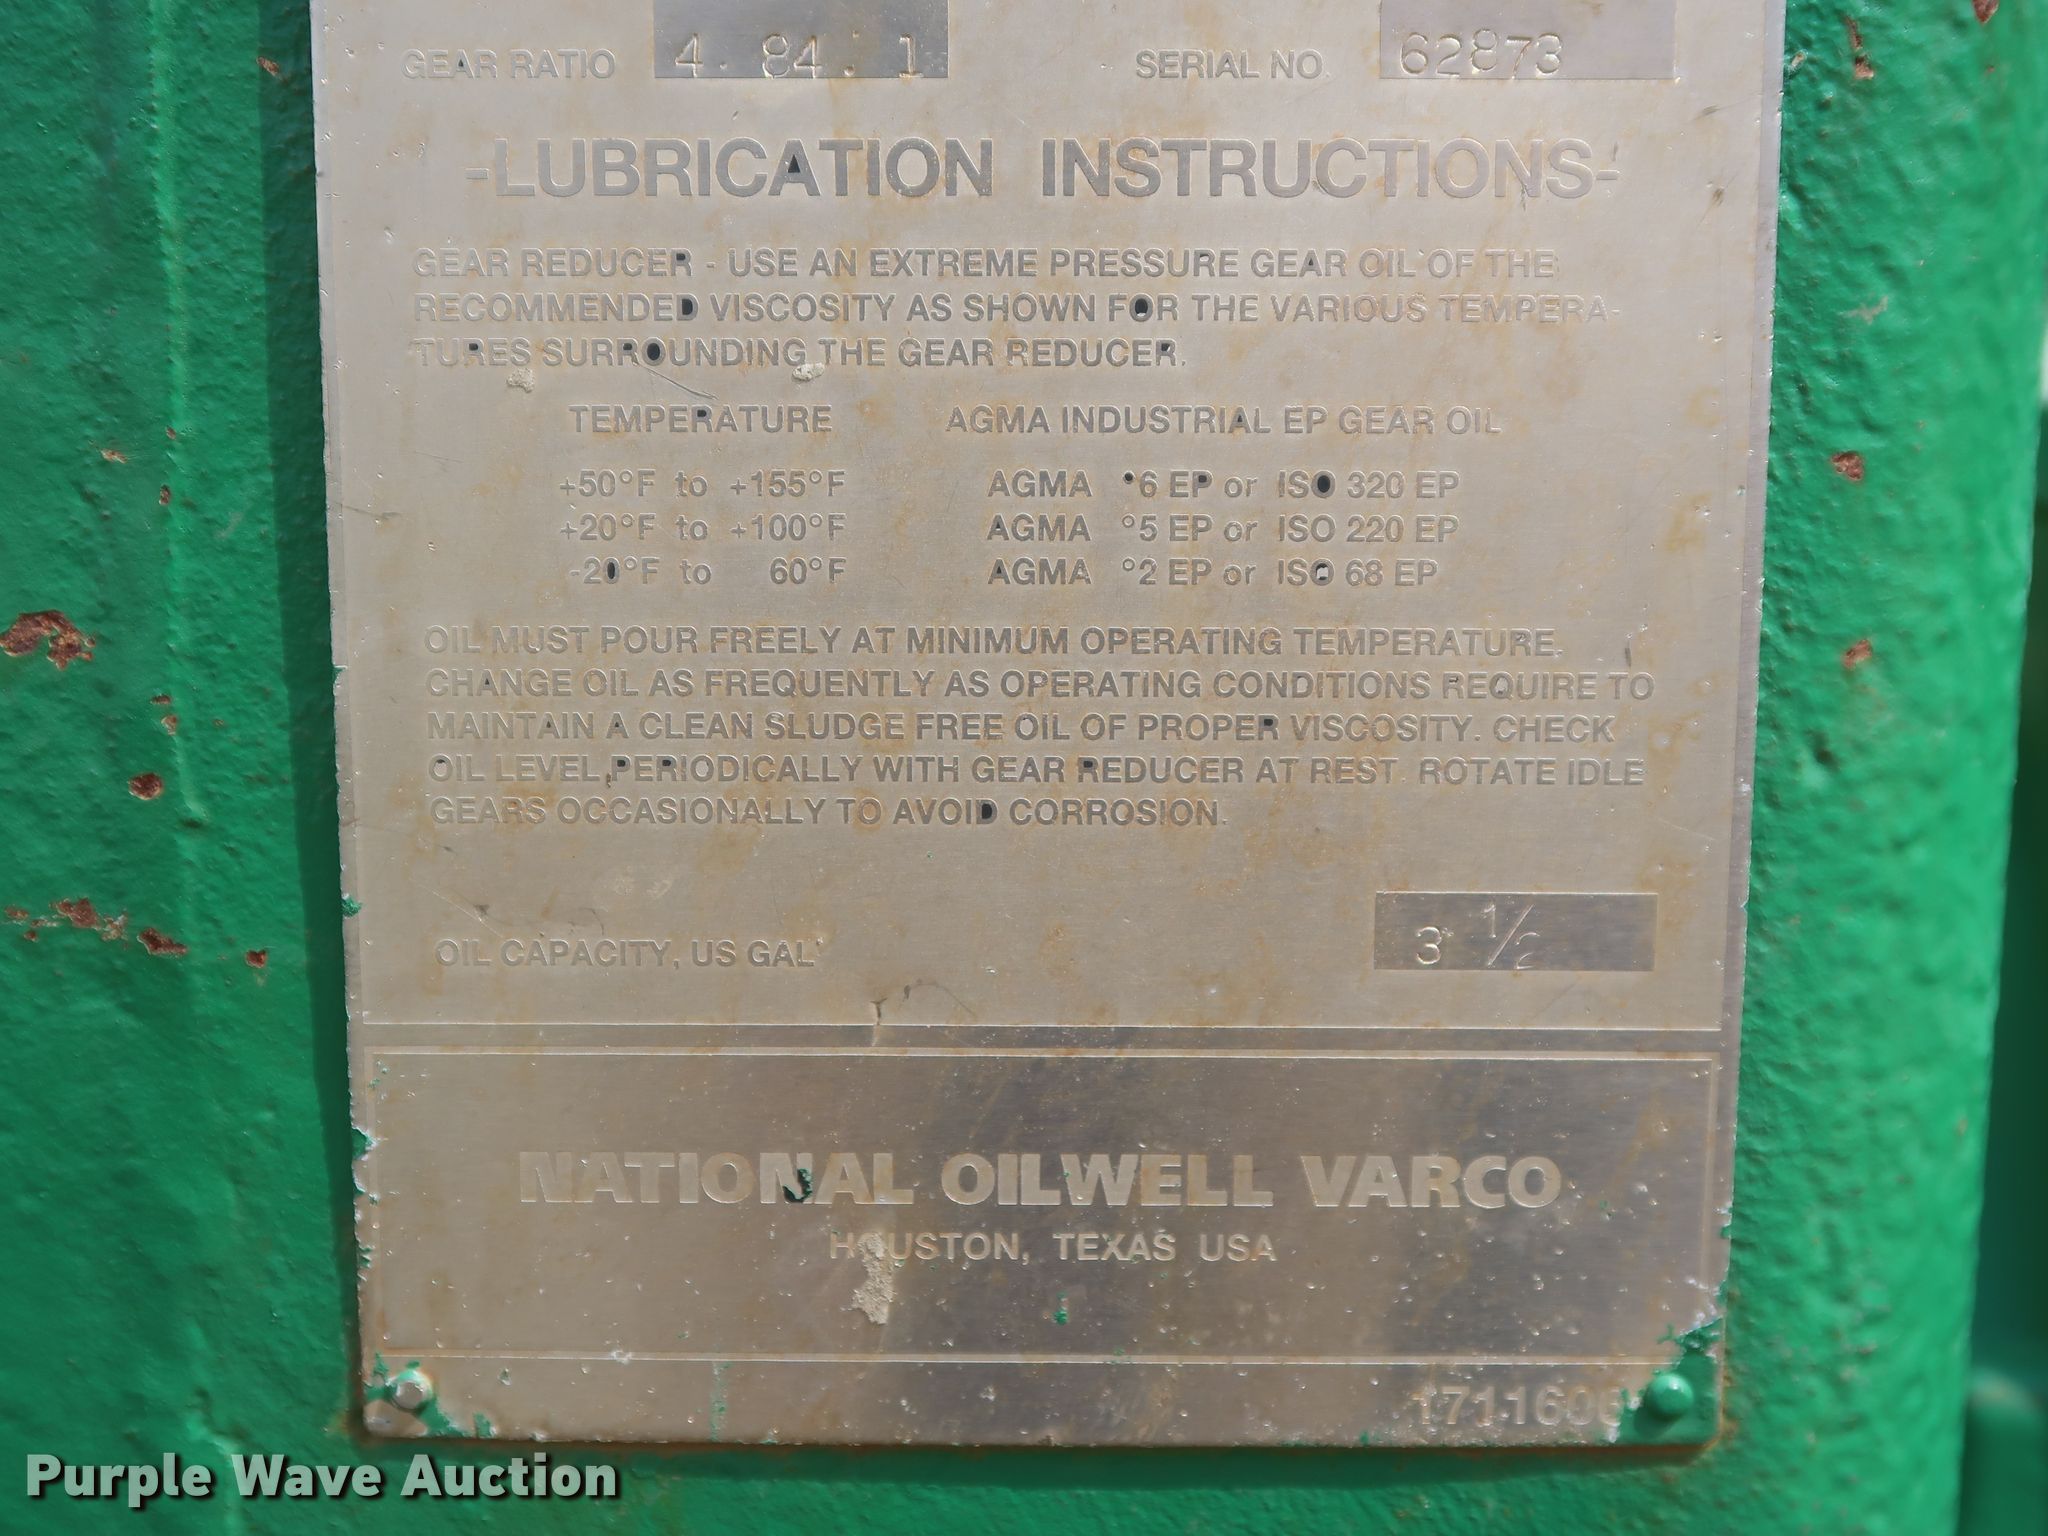 GEAR RATIO 4.84:1 SERIAL NO. 62873
-LUBRICATION INSTRUCTIONS-
GEAR REDUCER - USE AN EXTREME PRESSURE GEAR OIL OF THE
RECOMMENDED VISCOSITY AS SHOWN FOR THE VARIOUS TEMPERA-
TURES SURROUNDING THE GEAR REDUCER.
TEMPERATURE AGMA INDUSTRIAL EP GEAR OIL
+50°F to +155°F AGMA °6 EP or ISO 320 EP
+20°F to +100°F AGMA °5 EP or ISO 220 EP
-20°F to 60°F AGMA °2 EP or ISO 68 EP
OIL MUST POUR FREELY AT MINIMUM OPERATING TEMPERATURE.
CHANGE OIL AS FREQUENTLY AS OPERATING CONDITIONS REQUIRE TO
MAINTAIN A CLEAN SLUDGE FREE OIL OF PROPER VISCOSITY. CHECK
OIL LEVEL PERIODICALLY WITH GEAR REDUCER AT REST. ROTATE IDLE
GEARS OCCASIONALLY TO AVOID CORROSION.
OIL CAPACITY, US GAL 3 1/2
NATIONAL OILWELL VARCO
HOUSTON, TEXAS USA
Purple Wave Auction